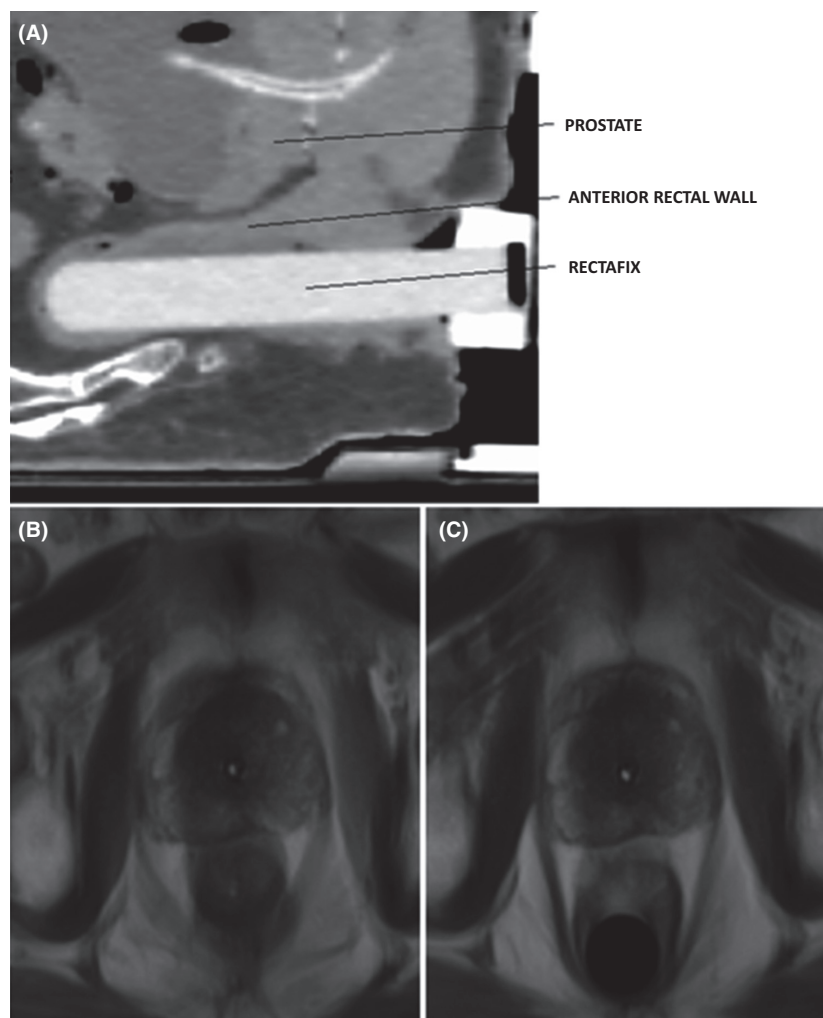 (A)
PROSTATE
ANTERIOR RECTAL WALL
RECTAFIX
(B)
(C)